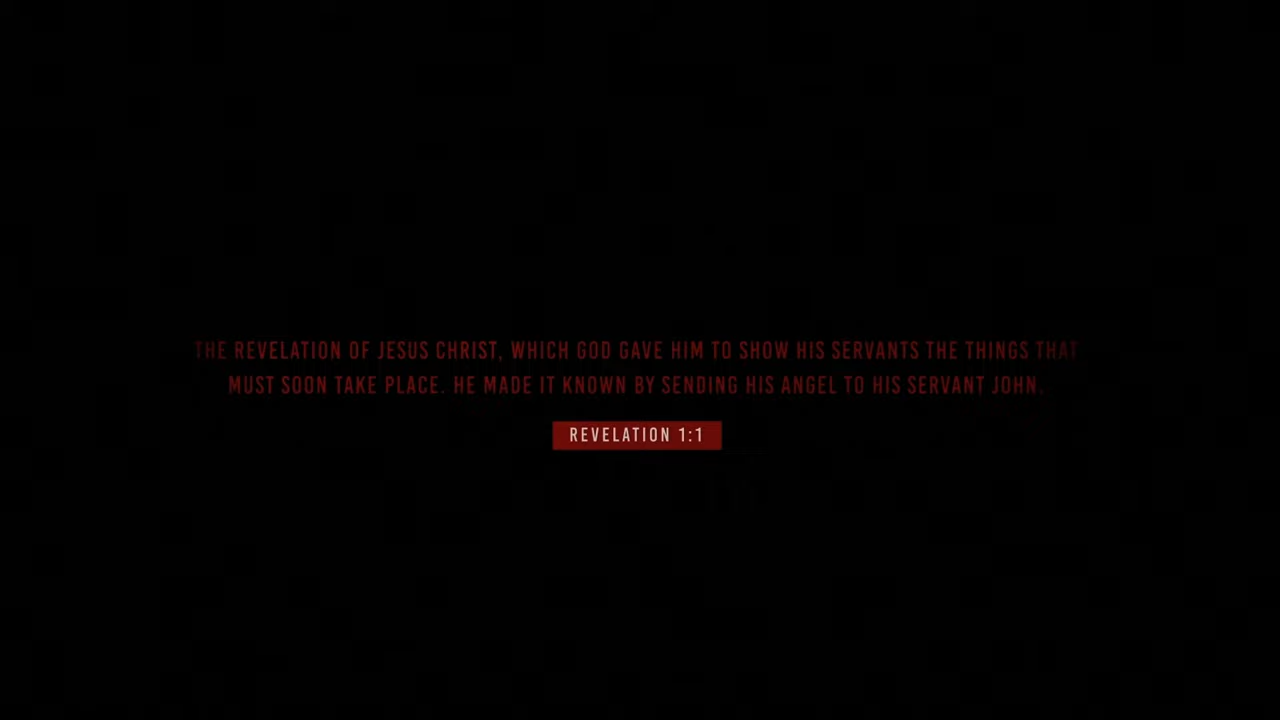 THE REVELATION OF JESUS CHRIST, WHICH GOD GAVE HIM TO SHOW HIS SERVANTS THE THINGS THAT
MUST SOON TAKE PLACE. HE MADE IT KNOWN BY SENDING HIS ANGEL TO HIS SERVANT JOHN,
REVELATION 1:1